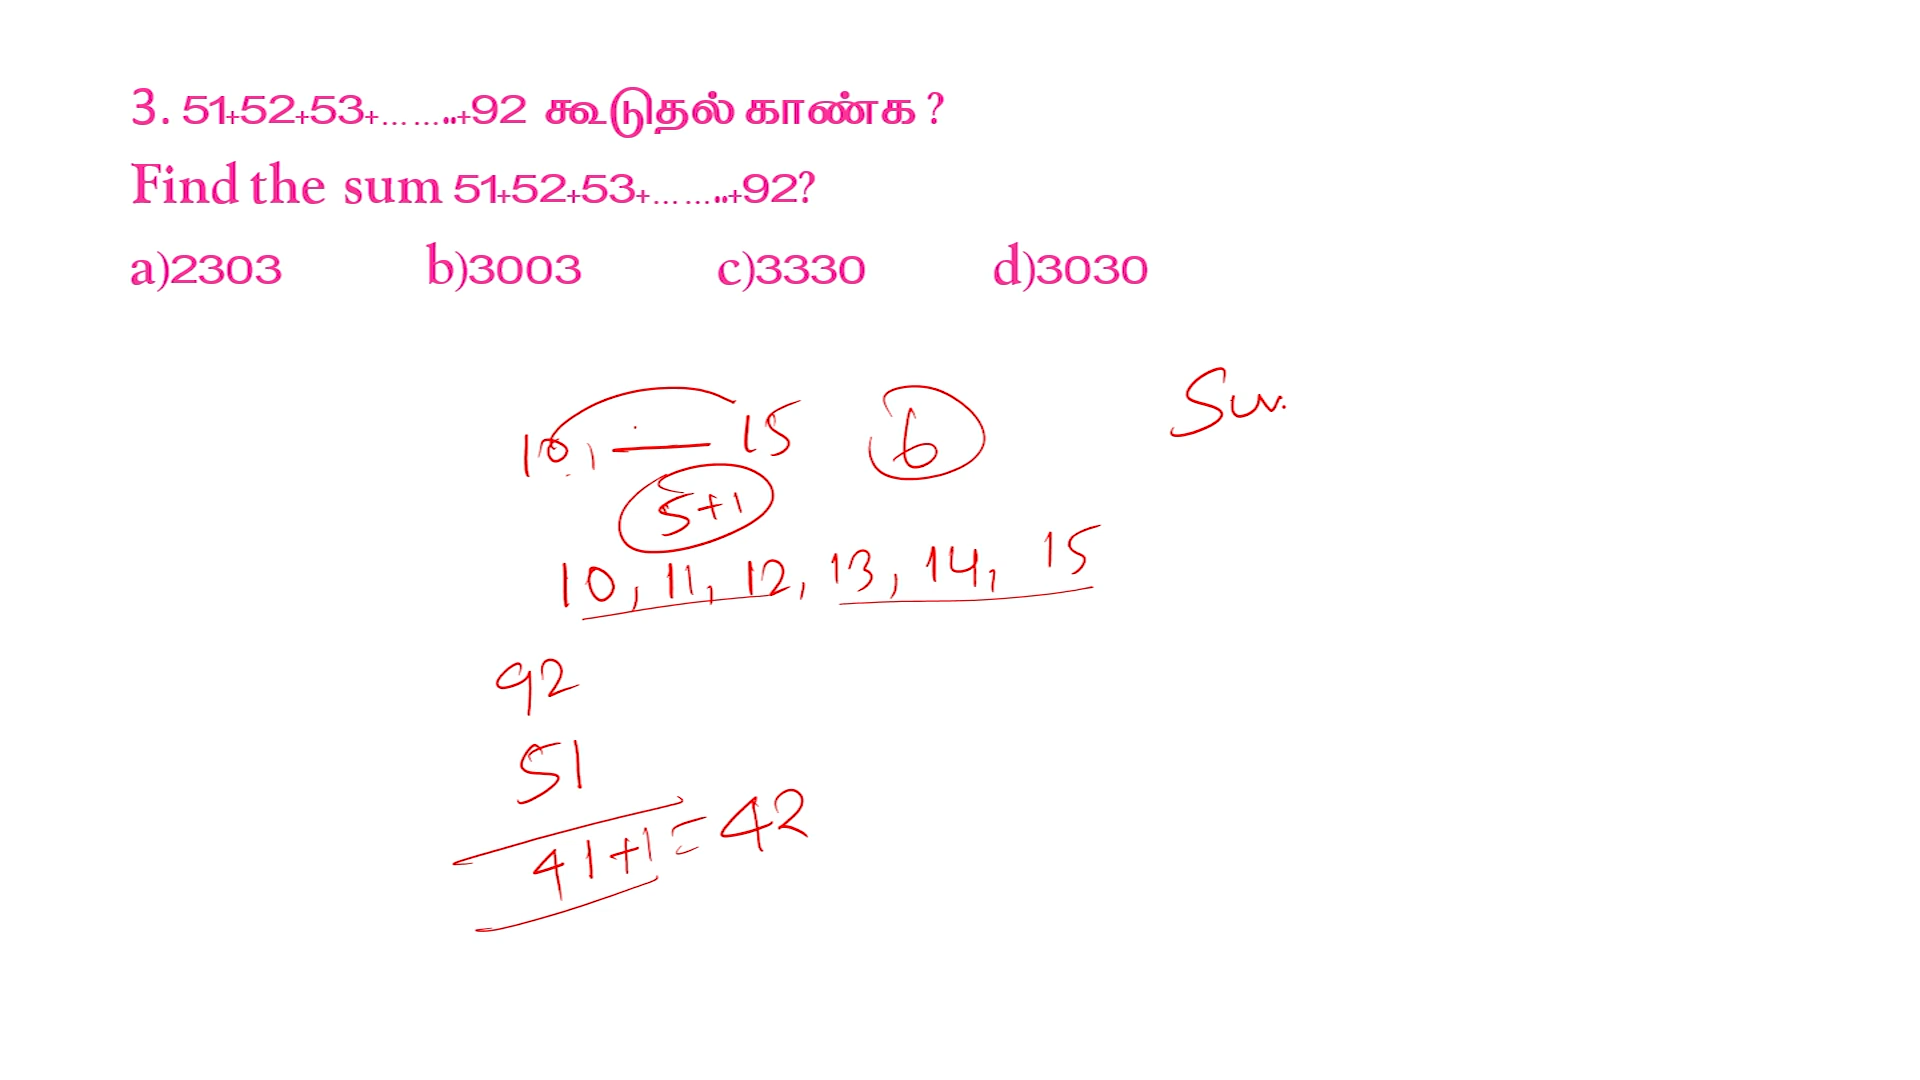 3. 51+52+53+……..+92 கூடுதல் காண்க ?
Find the sum 51+52+53+……..+92?
a)2303 b)3003 c)3330 d)3030
10, — 15 6
5+1
10, 11, 12, 13, 14, 15
92
51
41+1 = 42